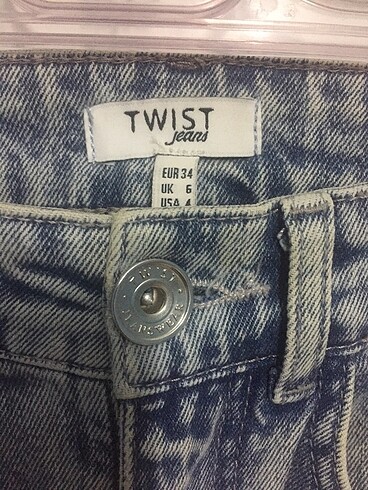 TWIST
jeans
EUR 34
UK 6
USA 4
TWIST
JEANSWEAR